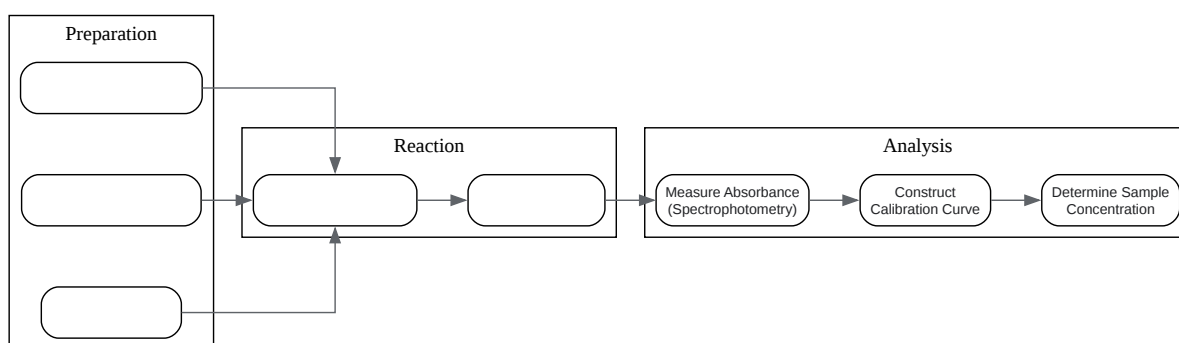 Preparation
Reaction
Analysis
Measure Absorbance
(Spectrophotometry)
Construct
Calibration Curve
Determine Sample
Concentration